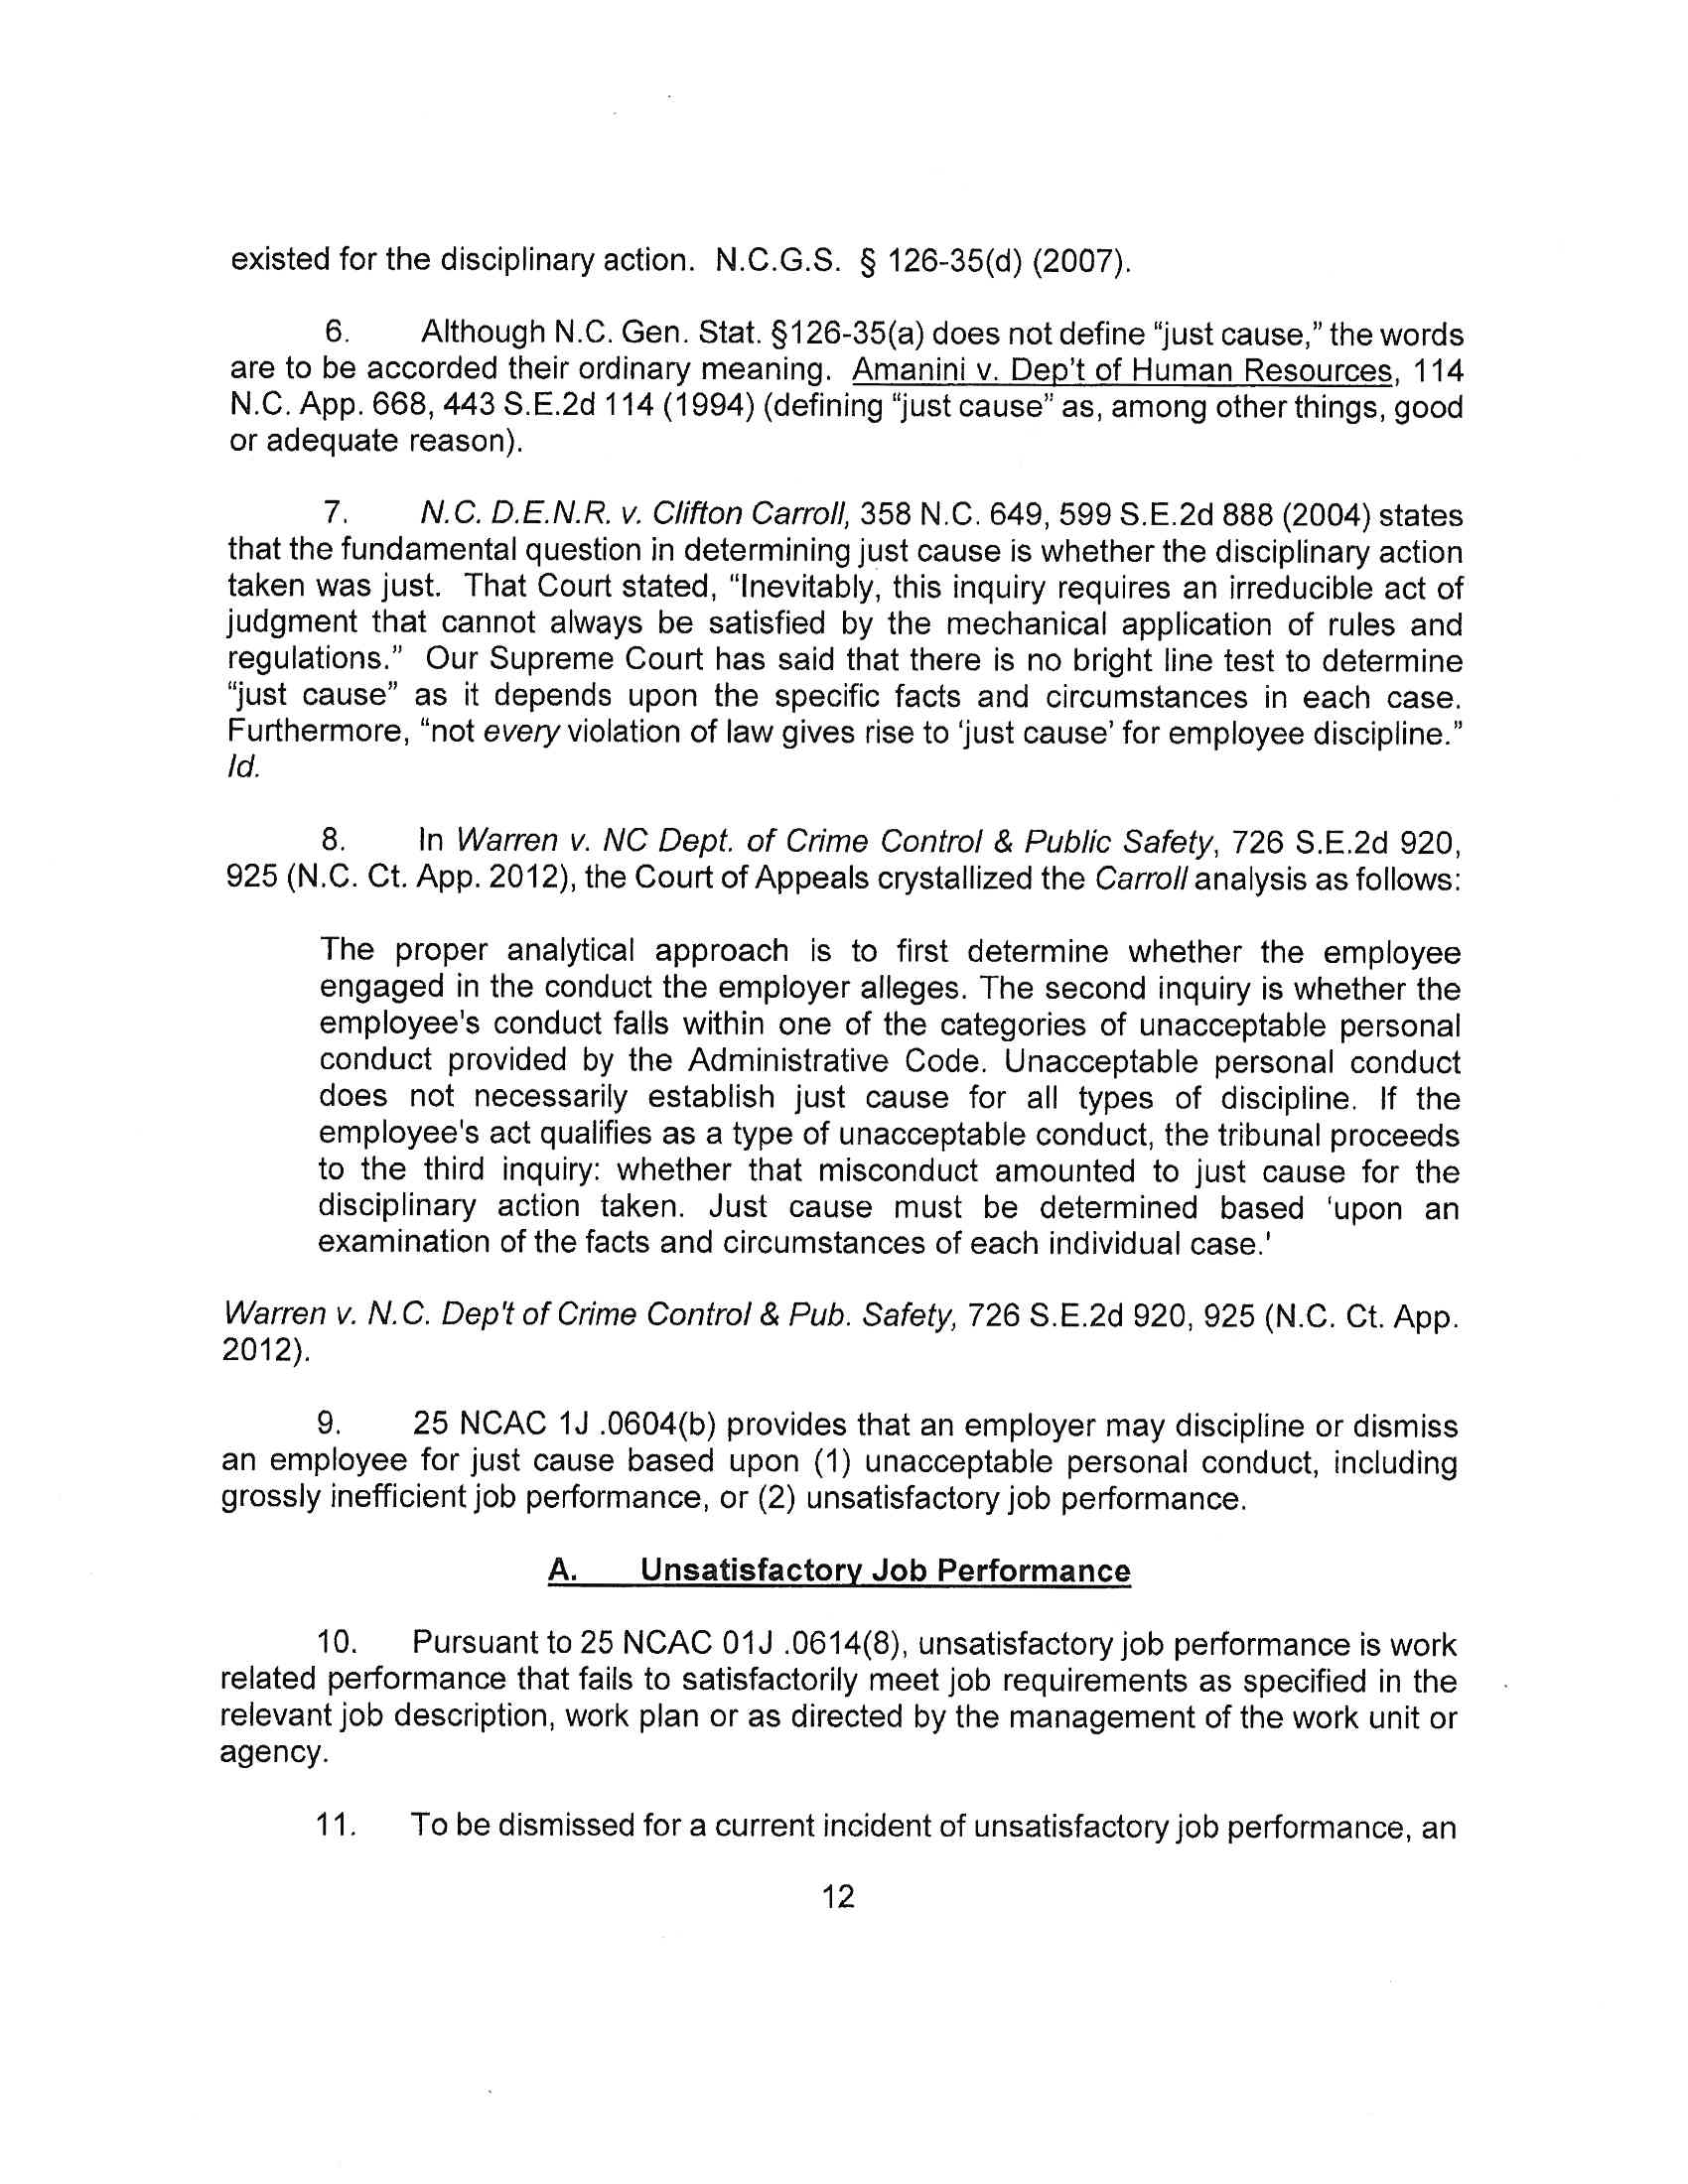 existed for the disciplinary action. N.C.G.S. § 126-35(d) (2007).
6. Although N.C. Gen. Stat. §126-35(a) does not define “just cause,” the words
are to be accorded their ordinary meaning. Amanini v. Dep't of Human Resources, 114
N.C. App. 668, 443 S.E.2d 114 (1994) (defining “just cause” as, among other things, good
or adequate reason).
7. N.C. D.E.N.R. v. Clifton Carroll, 358 N.C. 649, 599 S.E.2d 888 (2004) states
that the fundamental question in determining just cause is whether the disciplinary action
taken was just. That Court stated, “Inevitably, this inquiry requires an irreducible act of
judgment that cannot always be satisfied by the mechanical application of rules and
regulations.” Our Supreme Court has said that there is no bright line test to determine
“just cause” as it depends upon the specific facts and circumstances in each case.
Furthermore, “not every violation of law gives rise to ‘just cause’ for employee discipline.”
Id.
8. In Warren v. NC Dept. of Crime Control & Public Safety, 726 S.E.2d 920,
925 (N.C. Ct. App. 2012), the Court of Appeals crystallized the Carroll analysis as follows:
The proper analytical approach is to first determine whether the employee
engaged in the conduct the employer alleges. The second inquiry is whether the
employee's conduct falls within one of the categories of unacceptable personal
conduct provided by the Administrative Code. Unacceptable personal conduct
does not necessarily establish just cause for all types of discipline. If the
employee's act qualifies as a type of unacceptable conduct, the tribunal proceeds
to the third inquiry: whether that misconduct amounted to just cause for the
disciplinary action taken. Just cause must be determined based ‘upon an
examination of the facts and circumstances of each individual case.'
Warren v. N.C. Dep't of Crime Control & Pub. Safety, 726 S.E.2d 920, 925 (N.C. Ct. App.
2012).
9. 25 NCAC 1J .0604(b) provides that an employer may discipline or dismiss
an employee for just cause based upon (1) unacceptable personal conduct, including
grossly inefficient job performance, or (2) unsatisfactory job performance.
A. Unsatisfactory Job Performance
10. Pursuant to 25 NCAC 01J .0614(8), unsatisfactory job performance is work
related performance that fails to satisfactorily meet job requirements as specified in the
relevant job description, work plan or as directed by the management of the work unit or
agency.
11. To be dismissed for a current incident of unsatisfactory job performance, an
12